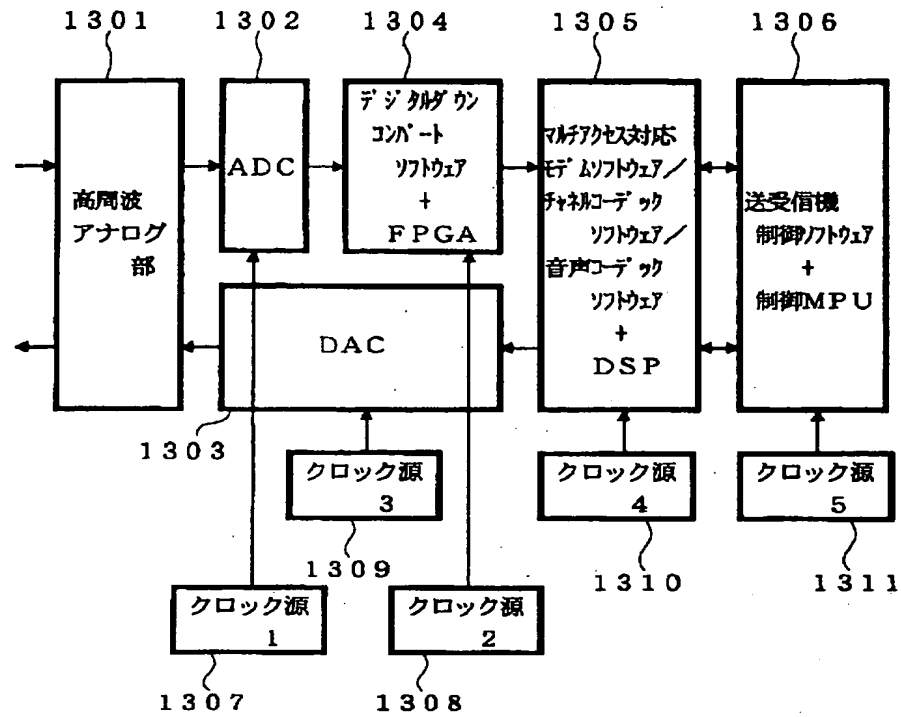 1301
1302
1304
1305
1306
高周波
アナログ
部
ADC
デジタルダウン
コンバート
ソフトウェア
+
FPGA
マルチアクセス対応
モデムソフトウェア/
チャネルコーデック
ソフトウェア/
音声コーデック
ソフトウェア
+
DSP
送受信機
制御ソフトウェア
+
制御MPU
DAC
1303
クロック源
3
クロック源
4
クロック源
5
1309
1310
1311
クロック源
1
クロック源
2
1307
1308